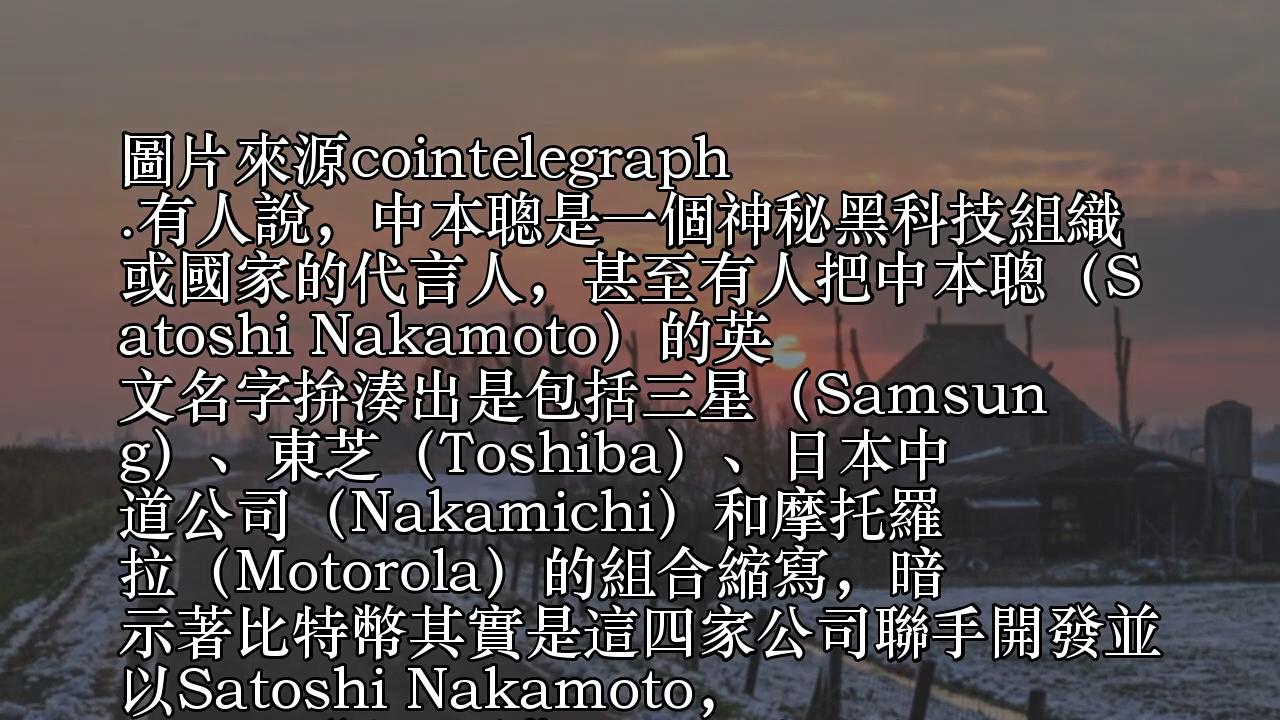 圖片來源cointelegraph
.有人說，中本聰是一個神秘黑科技組織
或國家的代言人，甚至有人把中本聰（S
atoshi Nakamoto）的英
文名字拚湊出是包括三星（Samsun
g）、東芝（Toshiba）、日本中
道公司（Nakamichi）和摩托羅
拉（Motorola）的組合縮寫，暗
示著比特幣其實是這四家公司聯手開發並
以Satoshi Nakamoto，